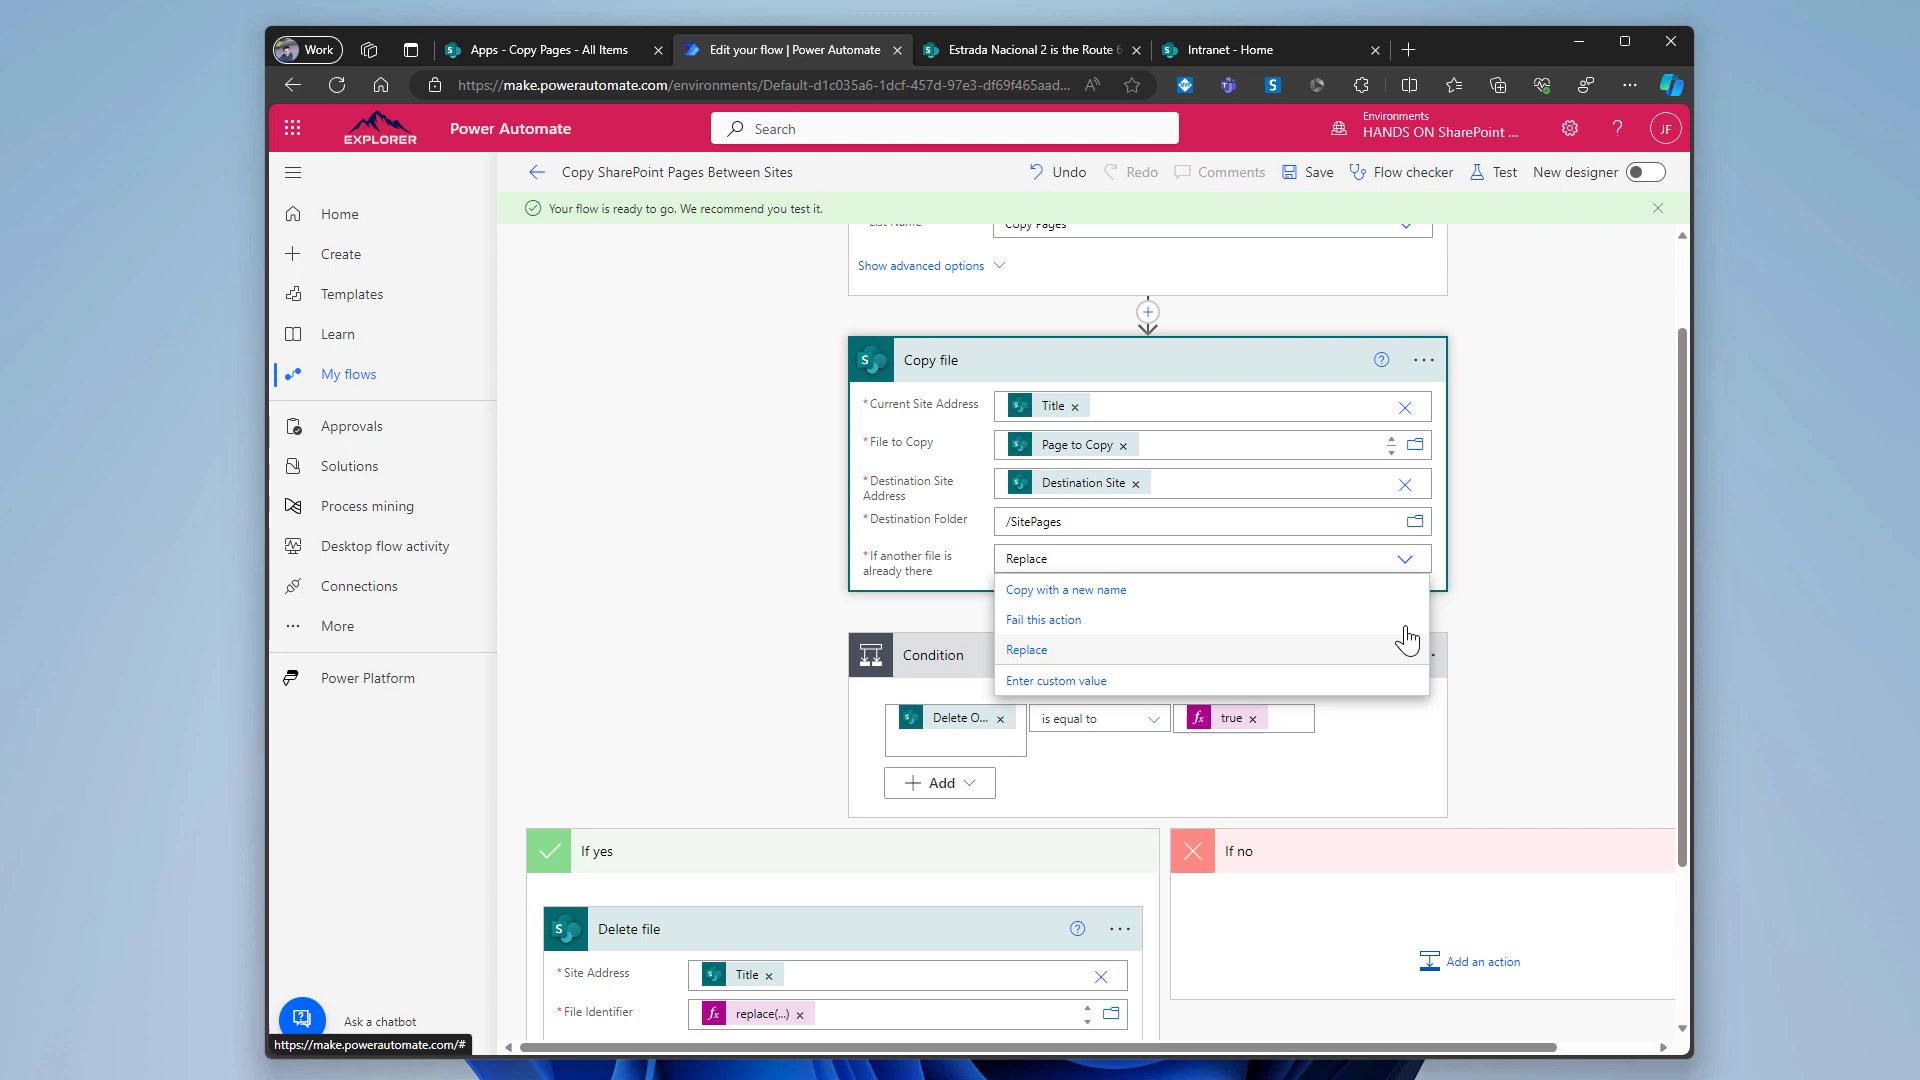 Work
Apps - Copy Pages - All Items
Edit your flow | Power Automate
Estrada Nacional 2 is the Route 6
Intranet - Home
https://make.powerautomate.com/environments/Default-d1c035a6-1dcf-457d-97e3-df69f465aad...
EXPLORER
Power Automate
Search
Environments
HANDS ON SharePoint ...
JF
Copy SharePoint Pages Between Sites
Undo
Redo
Comments
Save
Flow checker
Test
New designer
Your flow is ready to go. We recommend you test it.
Home
Create
Templates
Learn
My flows
Approvals
Solutions
Process mining
Desktop flow activity
Connections
More
Power Platform
Ask a chatbot
https://make.powerautomate.com/#
List Name
Copy Pages
Show advanced options
Copy file
* Current Site Address
Title
* File to Copy
Page to Copy
* Destination Site
Address
Destination Site
* Destination Folder
/SitePages
* If another file is
already there
Replace
Copy with a new name
Fail this action
Replace
Enter custom value
Condition
Delete O...
is equal to
true
Add
If yes
If no
Delete file
* Site Address
Title
* File Identifier
replace(...)
Add an action